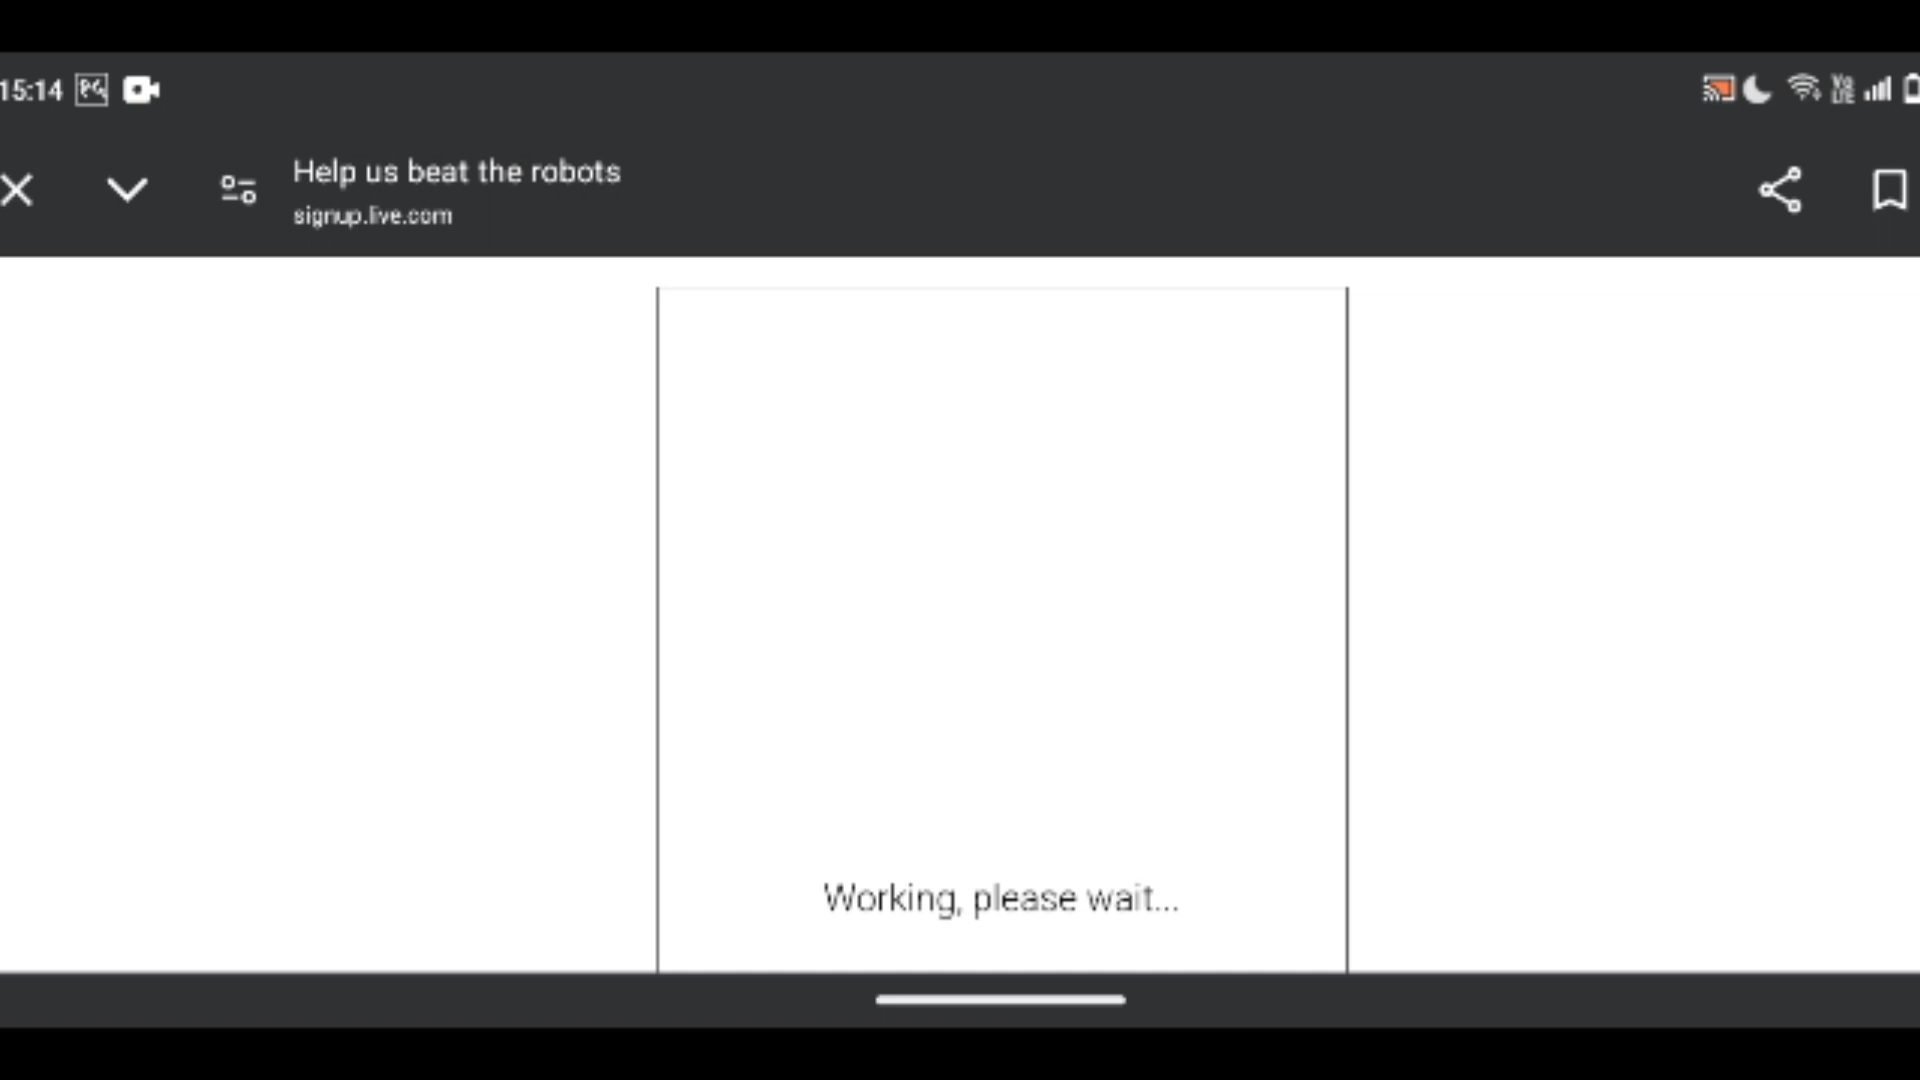 15:14
Help us beat the robots
signup.live.com
Working, please wait...